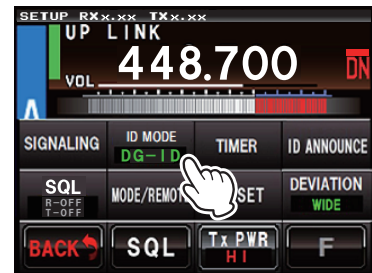 SETUP RXx.xx TXx.xx
UP LINK
VOL 448.700 DN
A
SIGNALING ID MODE TIMER ID ANNOUNCE
DG-ID
SQL MODE/REMOT SET DEVIATION
R-OFF WIDE
T-OFF
BACK SQL Tx PWR F
HI